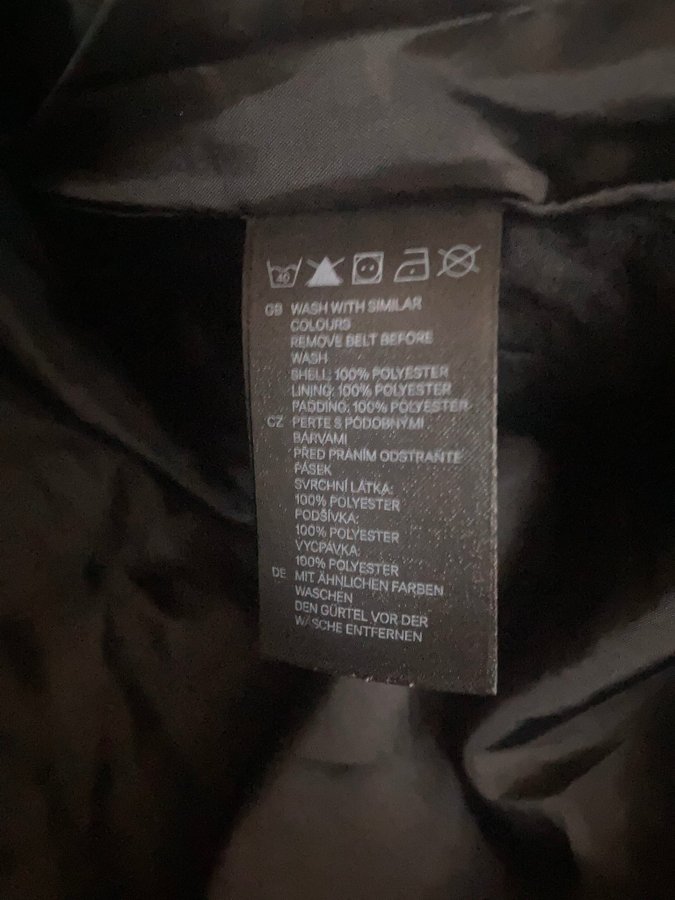 40
GB WASH WITH SIMILAR
COLOURS
REMOVE BELT BEFORE
WASH
SHELL: 100% POLYESTER
LINING: 100% POLYESTER
PADDING: 100% POLYESTER
CZ PERTE S PODOBNÝMI
BARVAMI
PŘED PRANÍM ODSTRAŇTE
PÁSEK
SVRCHNÍ LÁTKA:
100% POLYESTER
PODŠÍVKA:
100% POLYESTER
VYCPÁVKA:
100% POLYESTER
DE MIT ÄHNLICHEN FARBEN
WASCHEN
DEN GÜRTEL VOR DER
WÄSCHE ENTFERNEN